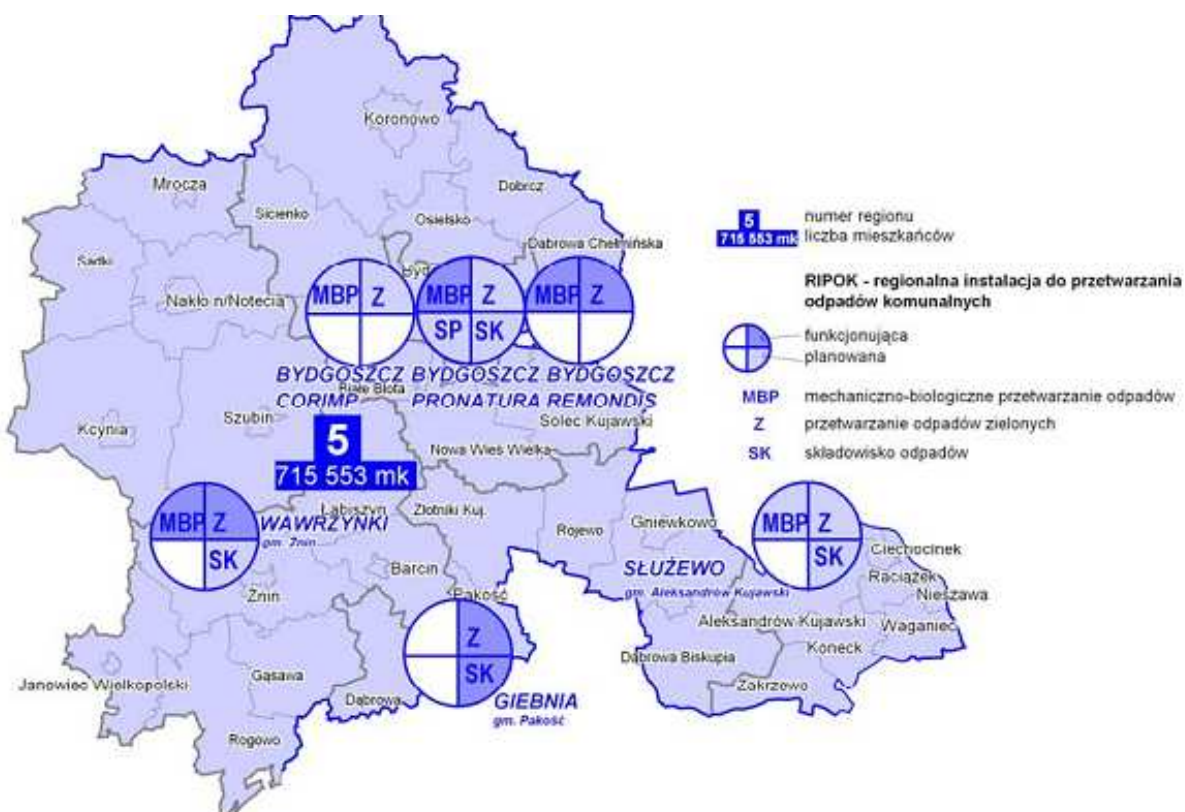 Koronowo
Mrocza
Dobrcz
Sicienko
Osielsko
Sadki
Dąbrowa Chełmińska
Nakło n/Notecią
Byd
MBP Z
MBP Z
SP SK
MBP Z
BYDGOSZCZ
CORIMP
BYDGOSZCZ
PRONATURA
BYDGOSZCZ
REMONDIS
Białe Błota
Szubin
Kcynia
Solec Kujawski
5
715 553 mk
Nowa Wieś Wielka
Łabiszyn
Złotniki Kuj.
Rojewo
Gniewkowo
MBP Z
SK
WAWRZYNKI
gm. Żnin
MBP Z
SK
Ciechocinek
SŁUŻEWO
gm. Aleksandrów Kujawski
Raciążek
Nieszawa
Barcin
Żnin
Pakość
Aleksandrów Kujawski
Waganiec
Koneck
Z
SK
Dąbrowa Biskupia
Zakrzewo
Janowiec Wielkopolski
Gąsawa
Dąbrowa
GIEBNIA
gm. Pakość
Rogowo
5
715 553 mk
numer regionu
liczba mieszkańców
RIPOK - regionalna instalacja do przetwarzania
odpadów komunalnych
funkcjonująca
planowana
MBP mechaniczno-biologiczne przetwarzanie odpadów
Z przetwarzanie odpadów zielonych
SK składowisko odpadów